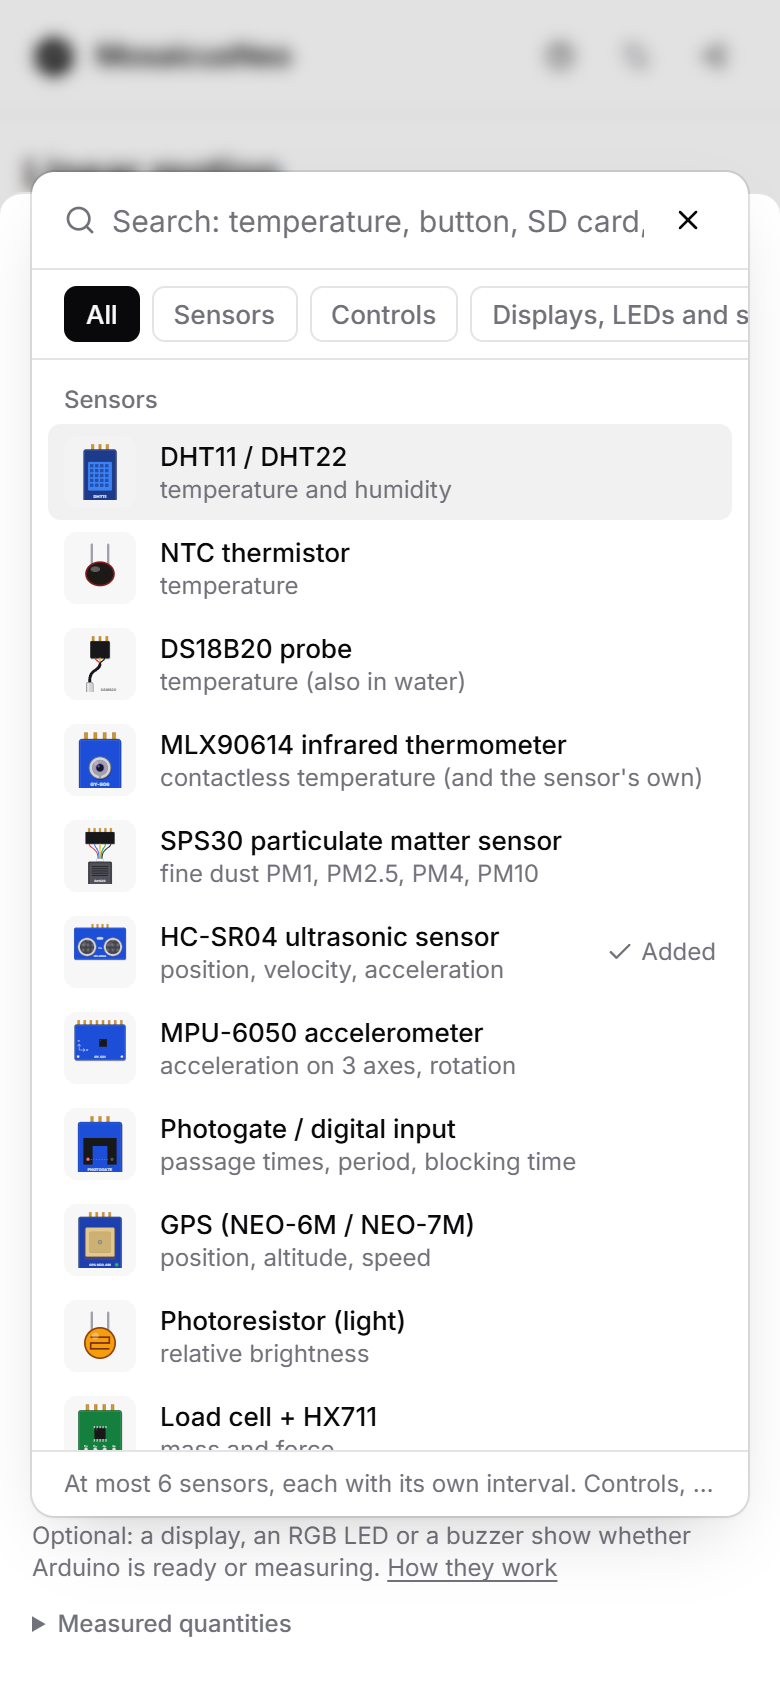 Search: temperature, button, SD card,
All
Sensors
Controls
Displays, LEDs and s
Sensors
DHT11 / DHT22
temperature and humidity
NTC thermistor
temperature
DS18B20 probe
temperature (also in water)
MLX90614 infrared thermometer
contactless temperature (and the sensor's own)
SPS30 particulate matter sensor
fine dust PM1, PM2.5, PM4, PM10
HC-SR04 ultrasonic sensor
position, velocity, acceleration
Added
MPU-6050 accelerometer
acceleration on 3 axes, rotation
Photogate / digital input
passage times, period, blocking time
GPS (NEO-6M / NEO-7M)
position, altitude, speed
Photoresistor (light)
relative brightness
Load cell + HX711
mass and force
At most 6 sensors, each with its own interval. Controls, ...
Optional: a display, an RGB LED or a buzzer show whether
Arduino is ready or measuring. How they work
Measured quantities